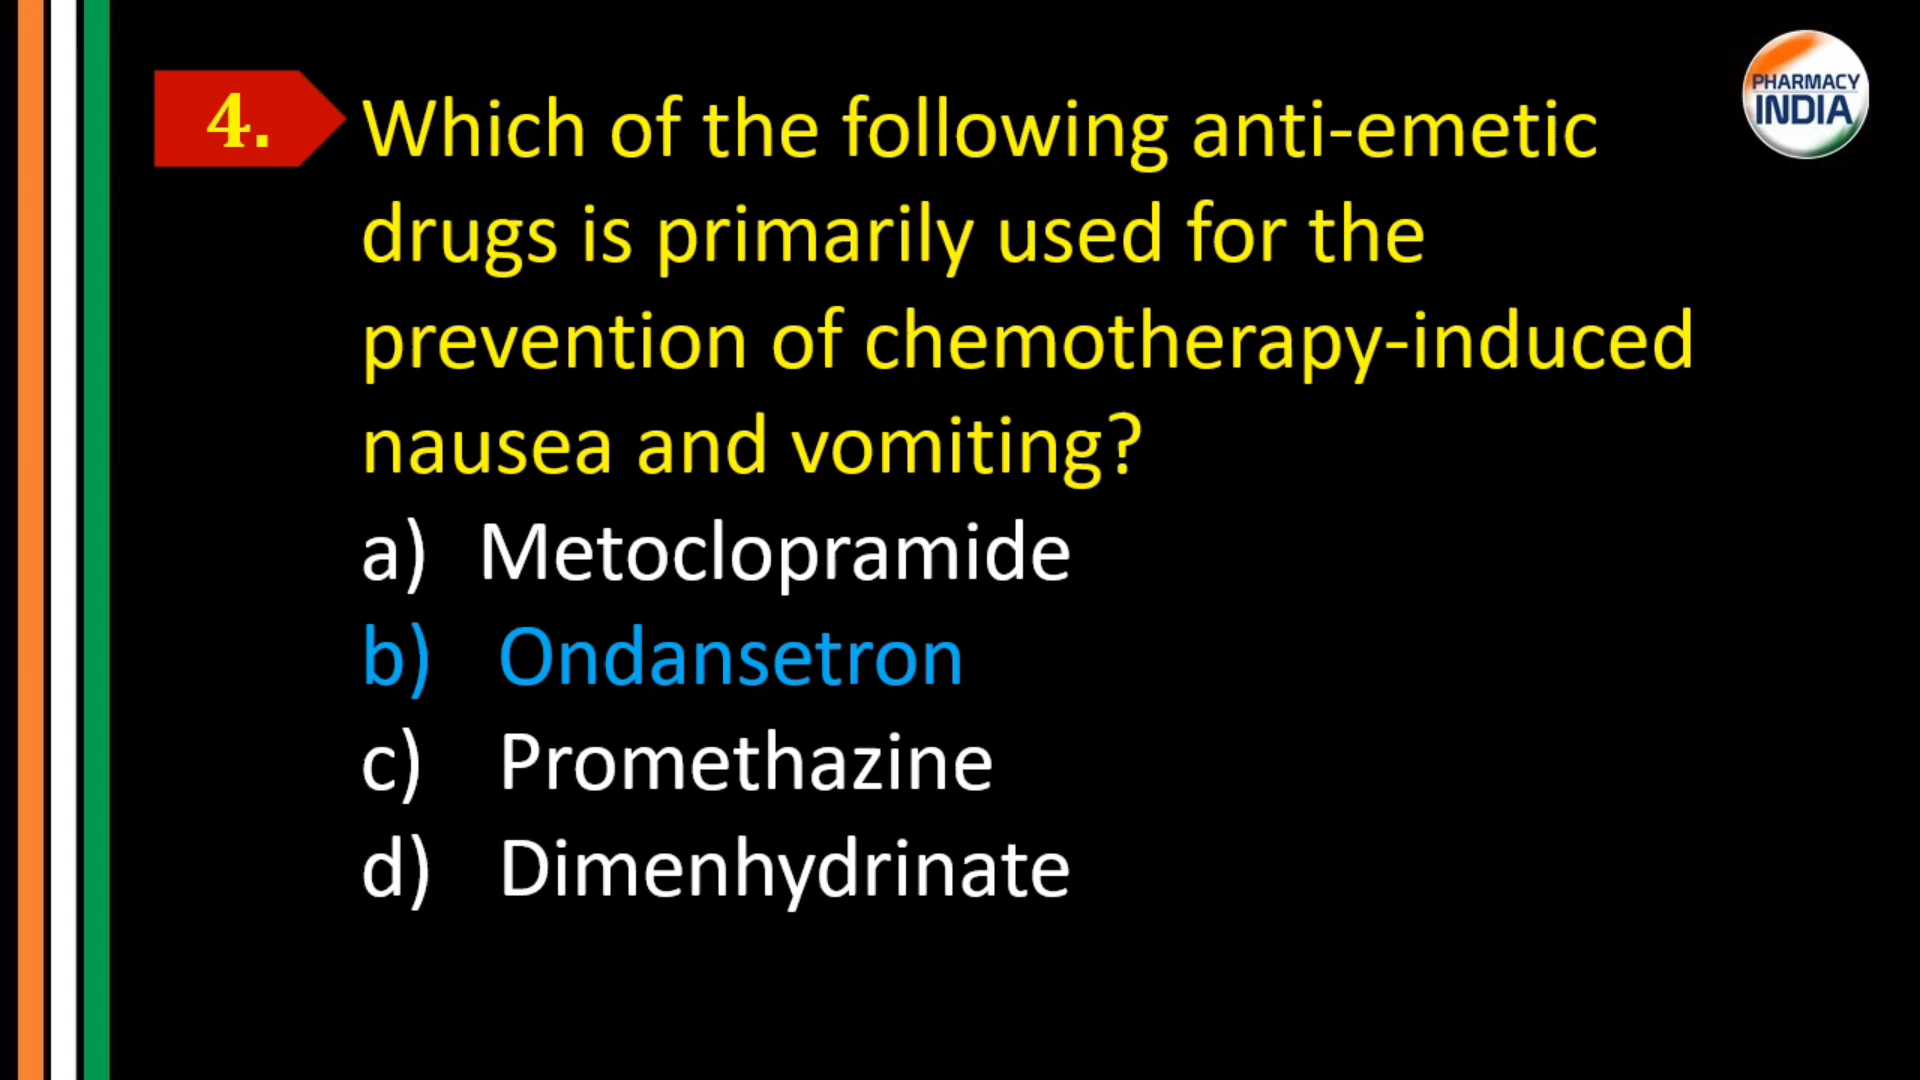 4.
Which of the following anti-emetic
drugs is primarily used for the
prevention of chemotherapy-induced
nausea and vomiting?
a) Metoclopramide
b) Ondansetron
c) Promethazine
d) Dimenhydrinate
PHARMACY
INDIA